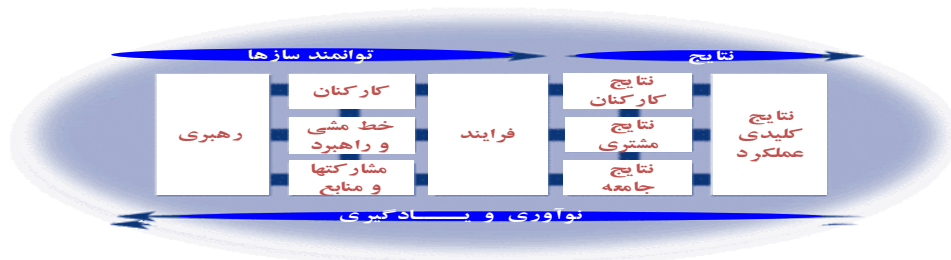 توانمند سازها
نتایج
رهبری
کارکنان
خط مشی
و راهبرد
مشارکتها
و منابع
فرایند
نتایج
کارکنان
نتایج
مشتری
نتایج
جامعه
نتایج
کلیدی
عملکرد
نوآوری و یـــــادگیری